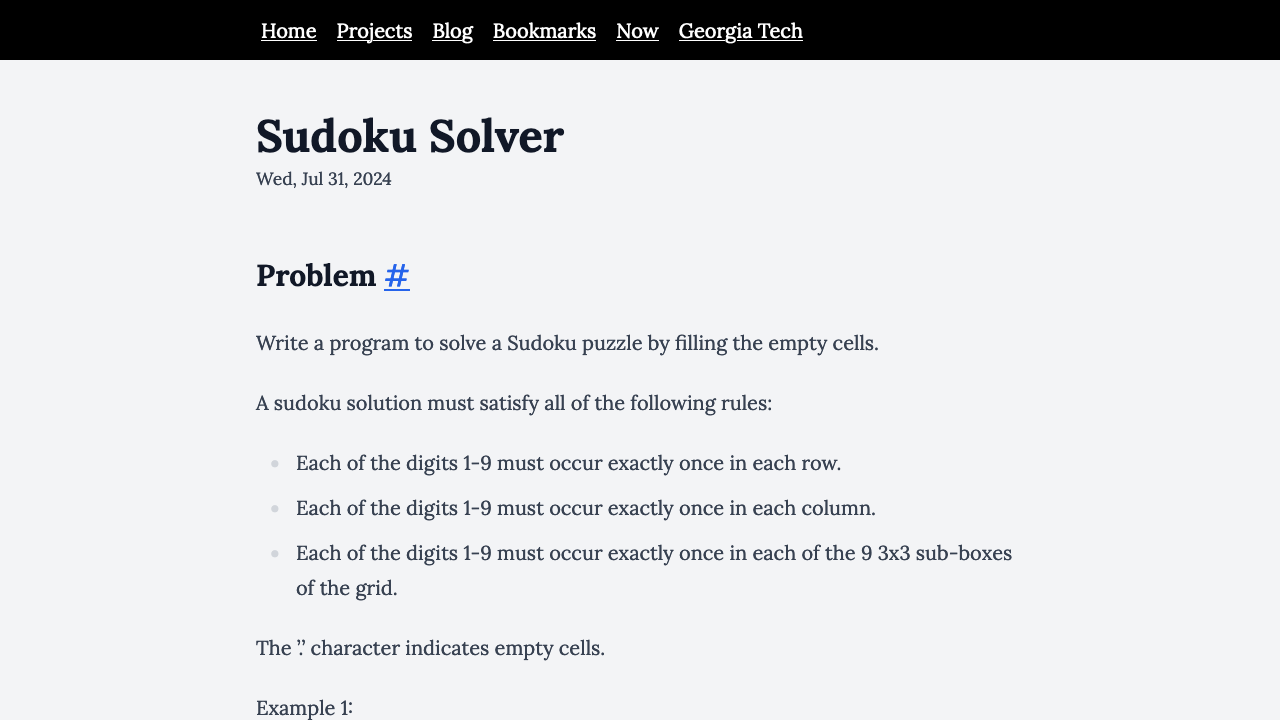 Home Projects Blog Bookmarks Now Georgia Tech
Sudoku Solver
Wed, Jul 31, 2024
Problem #
Write a program to solve a Sudoku puzzle by filling the empty cells.
A sudoku solution must satisfy all of the following rules:
Each of the digits 1-9 must occur exactly once in each row.
Each of the digits 1-9 must occur exactly once in each column.
Each of the digits 1-9 must occur exactly once in each of the 9 3x3 sub-boxes
of the grid.
The ’.’ character indicates empty cells.
Example 1: